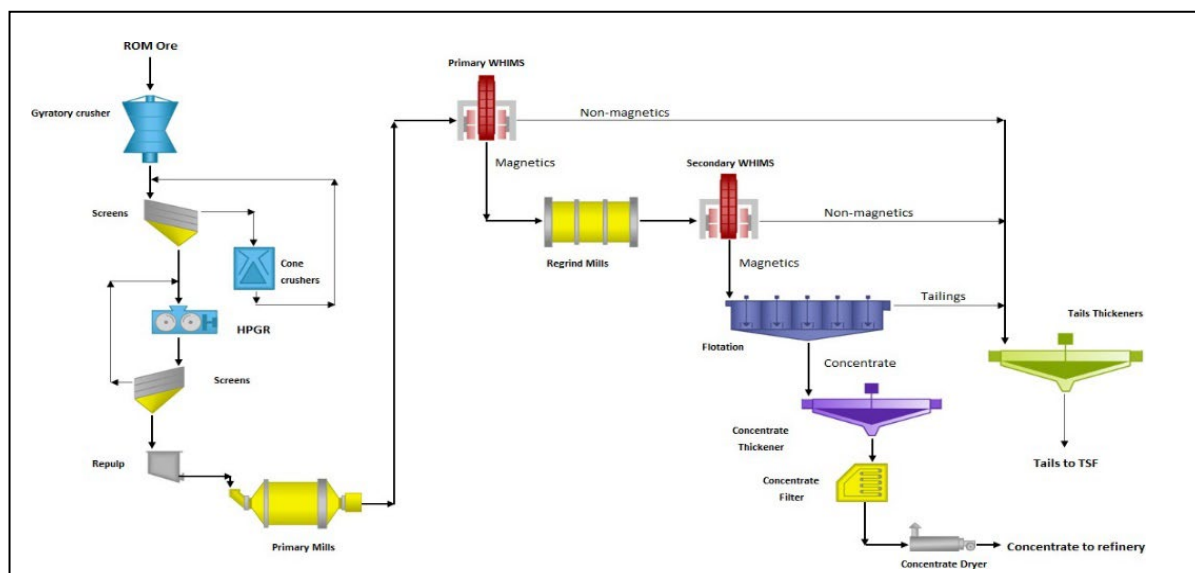 ROM Ore
Gyratory crusher
Screens
Cone
crushers
HPGR
Screens
Repulp
Primary Mills
Primary WHIMS
Non-magnetics
Magnetics
Regrind Mills
Secondary WHIMS
Non-magnetics
Magnetics
Tailings
Flotation
Concentrate
Tails Thickeners
Concentrate
Thickener
Tails to TSF
Concentrate
Filter
Concentrate Dryer
Concentrate to refinery